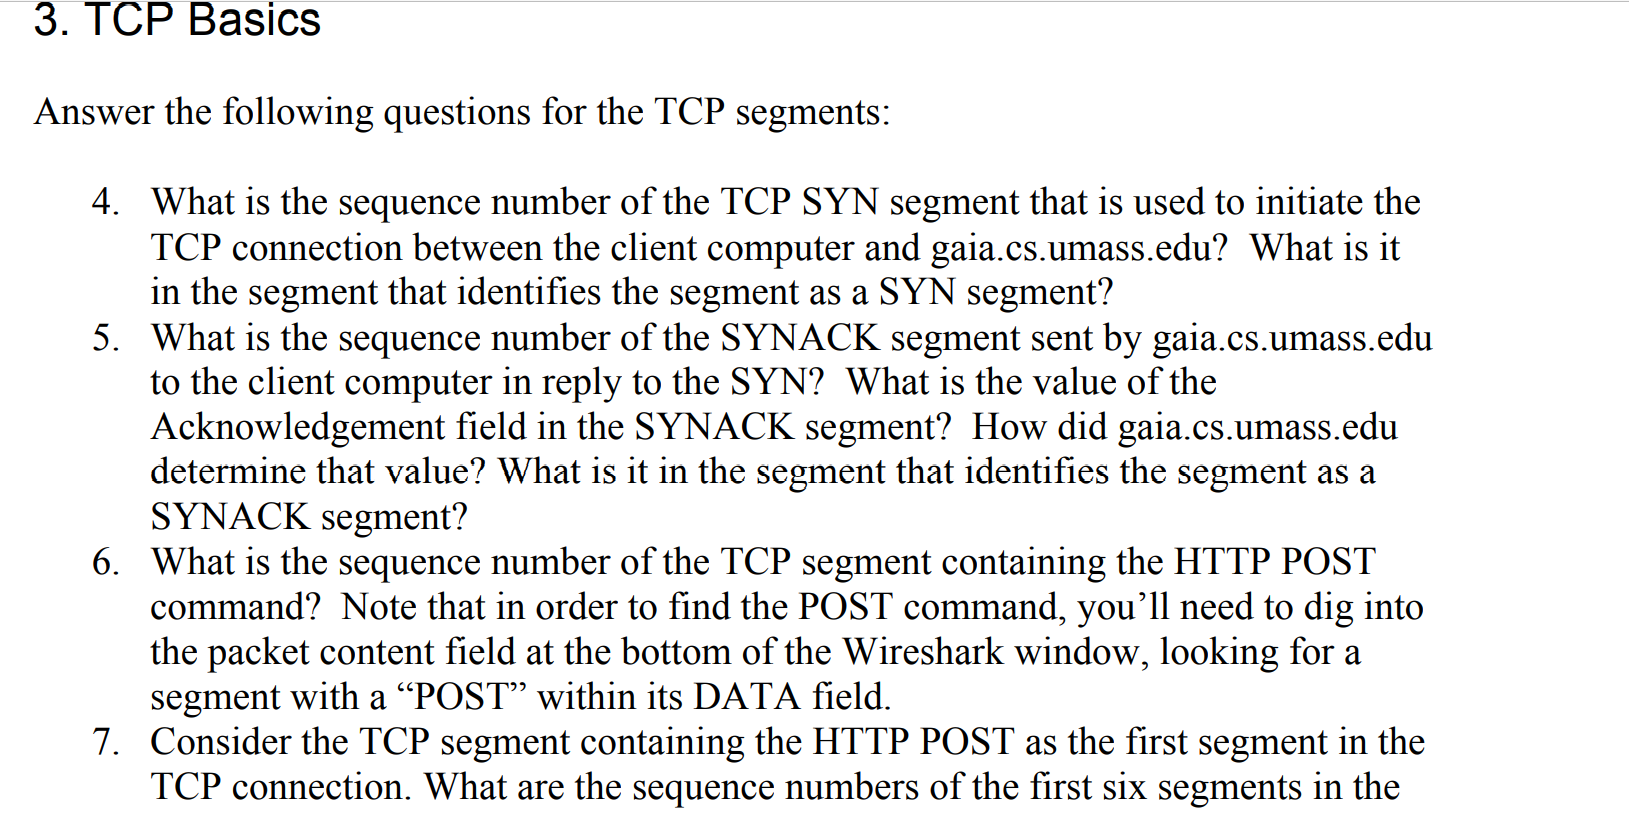 3. TCP Basics
Answer the following questions for the TCP segments:
4. What is the sequence number of the TCP SYN segment that is used to initiate the
TCP connection between the client computer and gaia.cs.umass.edu?  What is it
in the segment that identifies the segment as a SYN segment?
5. What is the sequence number of the SYNACK segment sent by gaia.cs.umass.edu
to the client computer in reply to the SYN?  What is the value of the
Acknowledgement field in the SYNACK segment?  How did gaia.cs.umass.edu
determine that value? What is it in the segment that identifies the segment as a
SYNACK segment?
6. What is the sequence number of the TCP segment containing the HTTP POST
command?  Note that in order to find the POST command, you’ll need to dig into
the packet content field at the bottom of the Wireshark window, looking for a
segment with a “POST” within its DATA field.
7. Consider the TCP segment containing the HTTP POST as the first segment in the
TCP connection. What are the sequence numbers of the first six segments in the